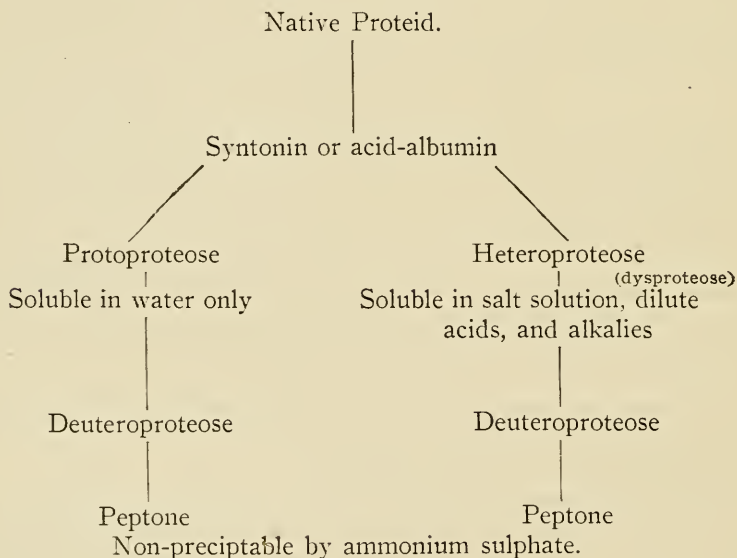 Native Proteid.
Syntonin or acid-albumin
Protoproteose
Soluble in water only
Heteroproteose
(dysproteose)
Soluble in salt solution, dilute
acids, and alkalies
Deuteroproteose
Deuteroproteose
Peptone
Peptone
Non-preciptable by ammonium sulphate.